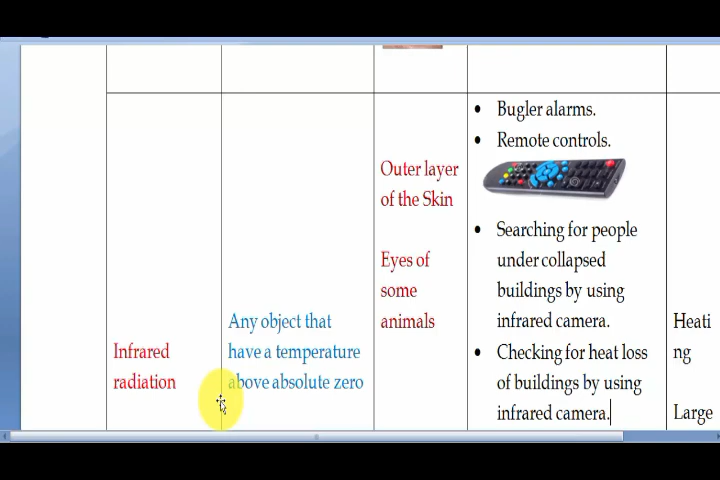 Infrared
radiation
Any object that
have a temperature
above absolute zero
Outer layer
of the Skin
Eyes of
some
animals
• Bugler alarms.
• Remote controls.
• Searching for people
under collapsed
buildings by using
infrared camera.
• Checking for heat loss
of buildings by using
infrared camera.
Heati
ng
Large